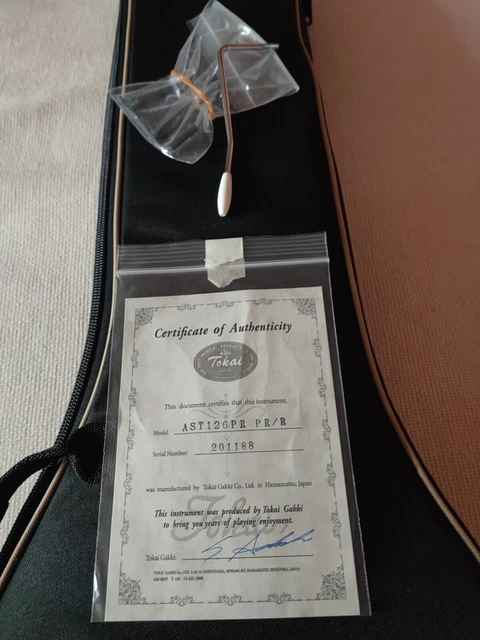 Certificate of Authenticity
Tokai
This document certifies that this instrument,
Model: AST126PR PR/R
Serial Number: 201188
was manufactured by Tokai Gakki Co., Ltd. in Hamamatsu, Japan
Tokai
This instrument was produced by Tokai Gakki
to bring you years of playing enjoyment.
Tokai Gakki: